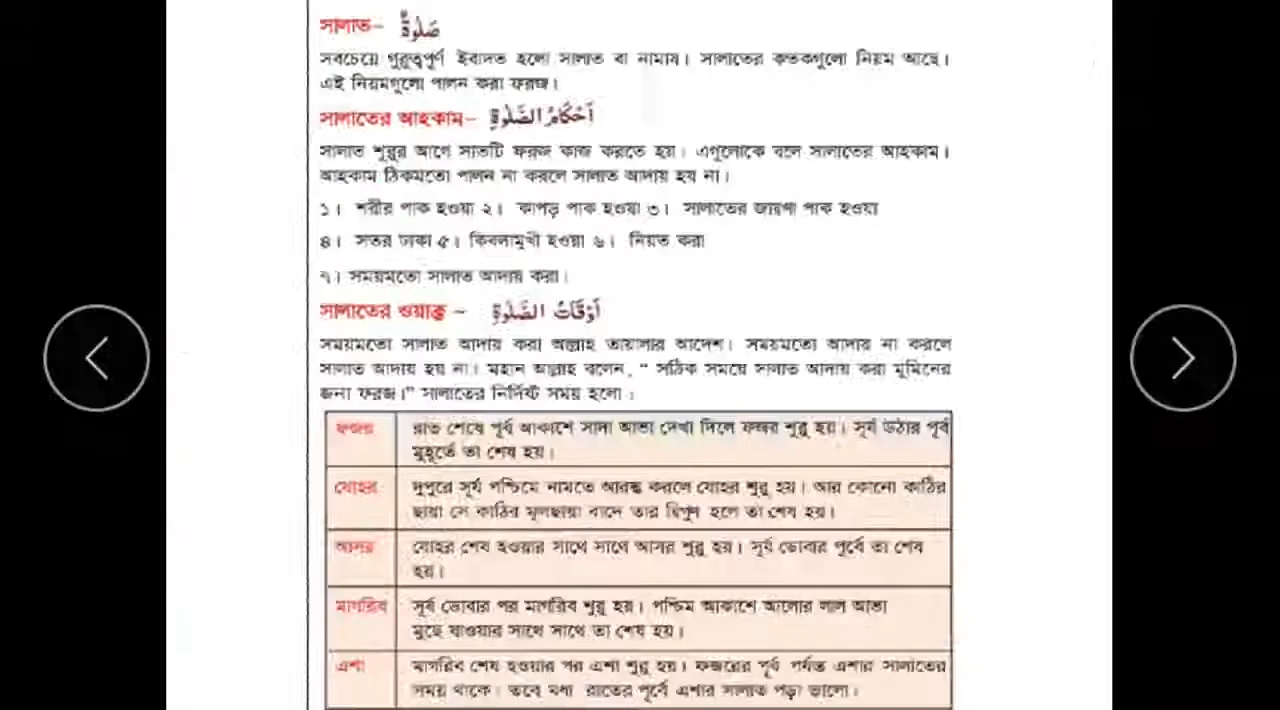 সালাত– صَلٰوةٌ
সবচেয়ে গুরুত্বপূর্ণ ইবাদত হলো সালাত বা নামায। সালাতের কতকগুলো নিয়ম আছে।
এই নিয়মগুলো পালন করা ফরজ।
সালাতের আহকাম– اَحْكَامُ الصَّلٰوةِ
সালাত শুরুর আগে সাতটি ফরজ কাজ করতে হয়। এগুলোকে বলে সালাতের আহকাম।
আহকাম ঠিকমতো পালন না করলে সালাত আদায় হয় না।
১। শরীর পাক হওয়া ২। কাপড় পাক হওয়া ৩। সালাতের জায়গা পাক হওয়া
৪। সতর ঢাকা ৫। কিবলামুখী হওয়া ৬। নিয়ত করা
৭। সময়মতো সালাত আদায় করা।
সালাতের ওয়াক্ত – اَوْقَاتُ الصَّلٰوةِ
সময়মতো সালাত আদায় করা আল্লাহ তায়ালার আদেশ। সময়মতো আদায় না করলে
সালাত আদায় হয় না। মহান আল্লাহ বলেন, “ সঠিক সময়ে সালাত আদায় করা মুমিনের
জন্য ফরজ।” সালাতের নির্দিষ্ট সময় হলো :
ফজর রাত শেষে পূর্ব আকাশে সাদা আভা দেখা দিলে ফজর শুরু হয়। সূর্য উঠার পূর্ব
মুহূর্তে তা শেষ হয়।
যোহর দুপুরে সূর্য পশ্চিমে নামতে আরম্ভ করলে যোহর শুরু হয়। আর কোনো কাঠির
ছায়া সে কাঠির মূলছায়া বাদে তার দ্বিগুণ হলে তা শেষ হয়।
আসর যোহর শেষ হওয়ার সাথে সাথে আসর শুরু হয়। সূর্য ডোবার পূর্বে তা শেষ
হয়।
মাগরিব সূর্য ডোবার পর মাগরিব শুরু হয়। পশ্চিম আকাশে আলোর লাল আভা
মুছে যাওয়ার সাথে সাথে তা শেষ হয়।
এশা মাগরিব শেষ হওয়ার পর এশা শুরু হয়। ফজরের পূর্ব পর্যন্ত এশার সালাতের
সময় থাকে। তবে মধ্য রাতের পূর্বে এশার সালাত পড়া ভালো।